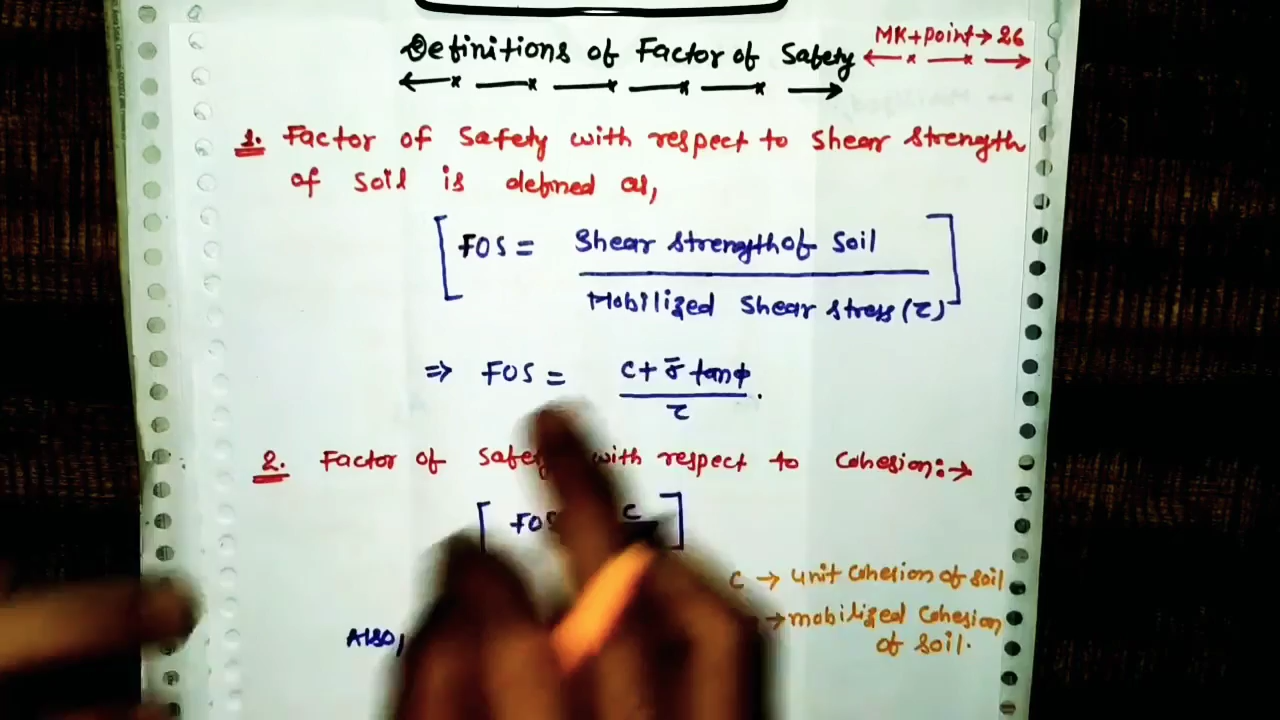 Definitions of Factor of Safety
MK+Point→26
1. Factor of Safety with respect to Shear Strength
of Soil is defined as,
FOS = Shear Strength of Soil
Mobilized Shear Stress (τ)
⇒ FOS = c + σ̄ tanφ
τ
2. Factor of Safety with respect to Cohesion:→
FOS C
C → unit Cohesion of Soil
→ mobilized Cohesion
of Soil.
Also,